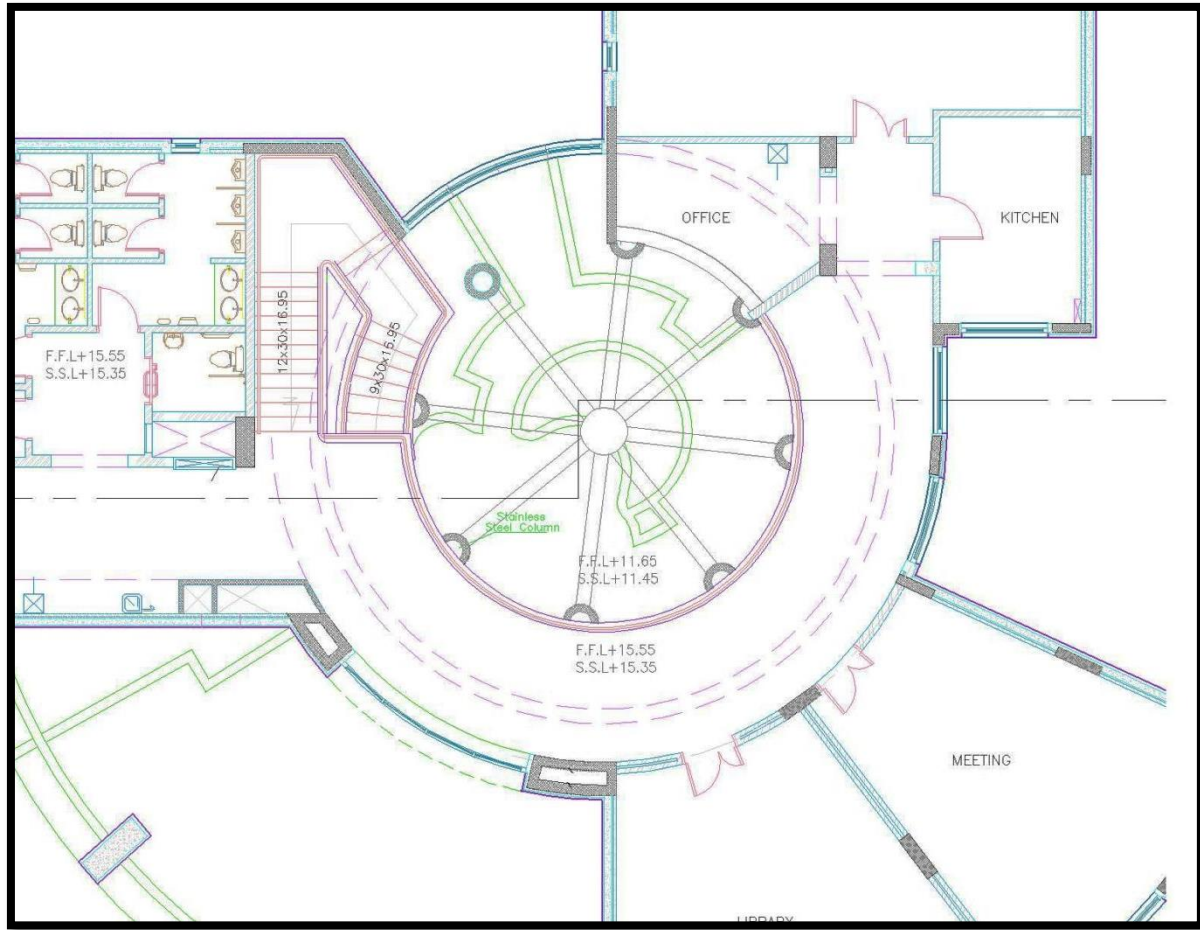 OFFICE
KITCHEN
12x30x16.95
9x30x15.95
F.F.L+15.55
S.S.L+15.35
Stainless
Steel Column
F.F.L+11.65
S.S.L+11.45
F.F.L+15.55
S.S.L+15.35
MEETING
LIBRARY